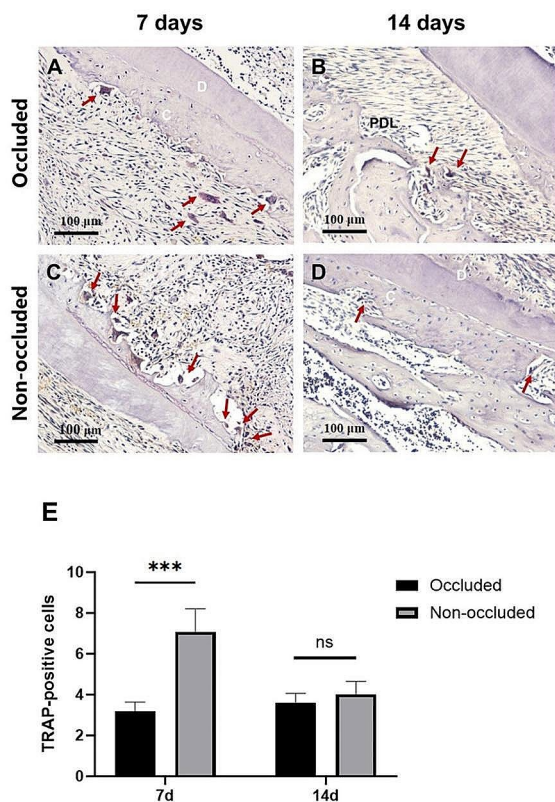 7 days 14 days
Occluded
A
D
C
100 µm
B
PDL
100 µm
Non-occluded
C
100 µm
D
D
C
100 µm
E
TRAP-positive cells
10
8
6
4
2
0
***
ns
7d 14d
Occluded
Non-occluded